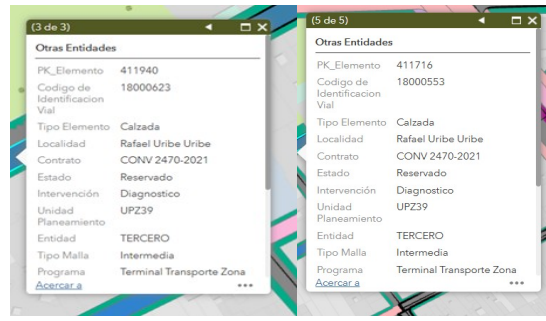 (3 de 3)
Otras Entidades
PK_Elemento 411940
Codigo de 18000623
Identificacion
Vial
Tipo Elemento Calzada
Localidad Rafael Uribe Uribe
Contrato CONV 2470-2021
Estado Reservado
Intervención Diagnostico
Unidad UPZ39
Planeamiento
Entidad TERCERO
Tipo Malla Intermedia
Programa Terminal Transporte Zona
Acercar a
(5 de 5)
Otras Entidades
PK_Elemento 411716
Codigo de 18000553
Identificacion
Vial
Tipo Elemento Calzada
Localidad Rafael Uribe Uribe
Contrato CONV 2470-2021
Estado Reservado
Intervención Diagnostico
Unidad UPZ39
Planeamiento
Entidad TERCERO
Tipo Malla Intermedia
Programa Terminal Transporte Zona
Acercar a